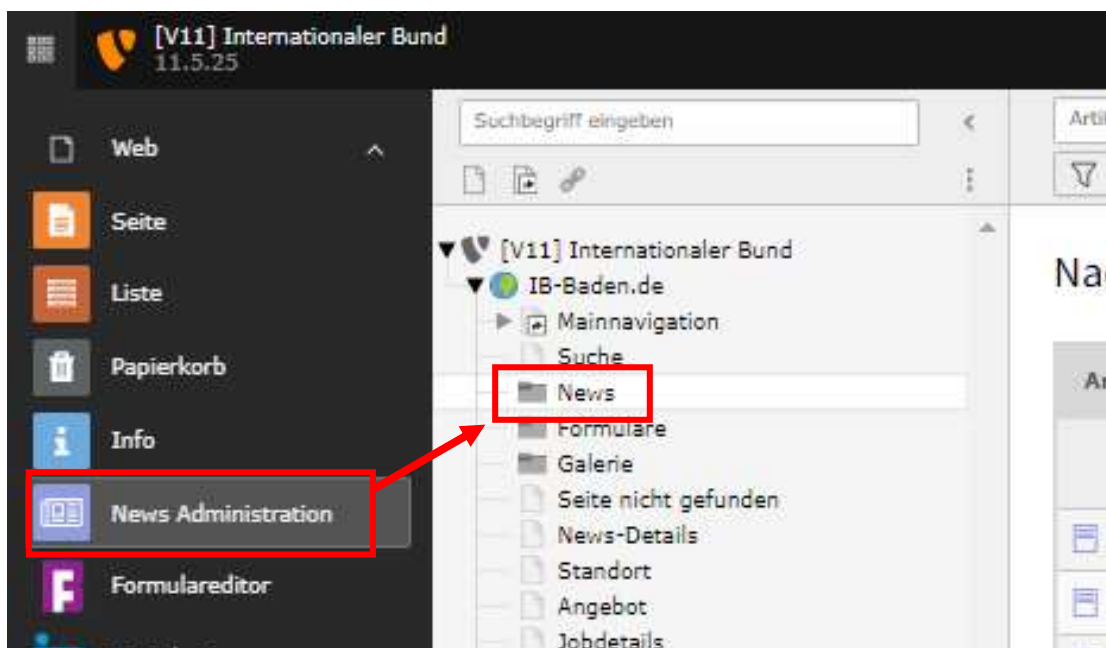 [V11] Internationaler Bund
11.5.25
Web
Seite
Liste
Papierkorb
Info
News Administration
Formulareditor
Suchbegriff eingeben
[V11] Internationaler Bund
IB-Baden.de
Mainnavigation
Suche
News
Formulare
Galerie
Seite nicht gefunden
News-Details
Standort
Angebot
Jobdetails